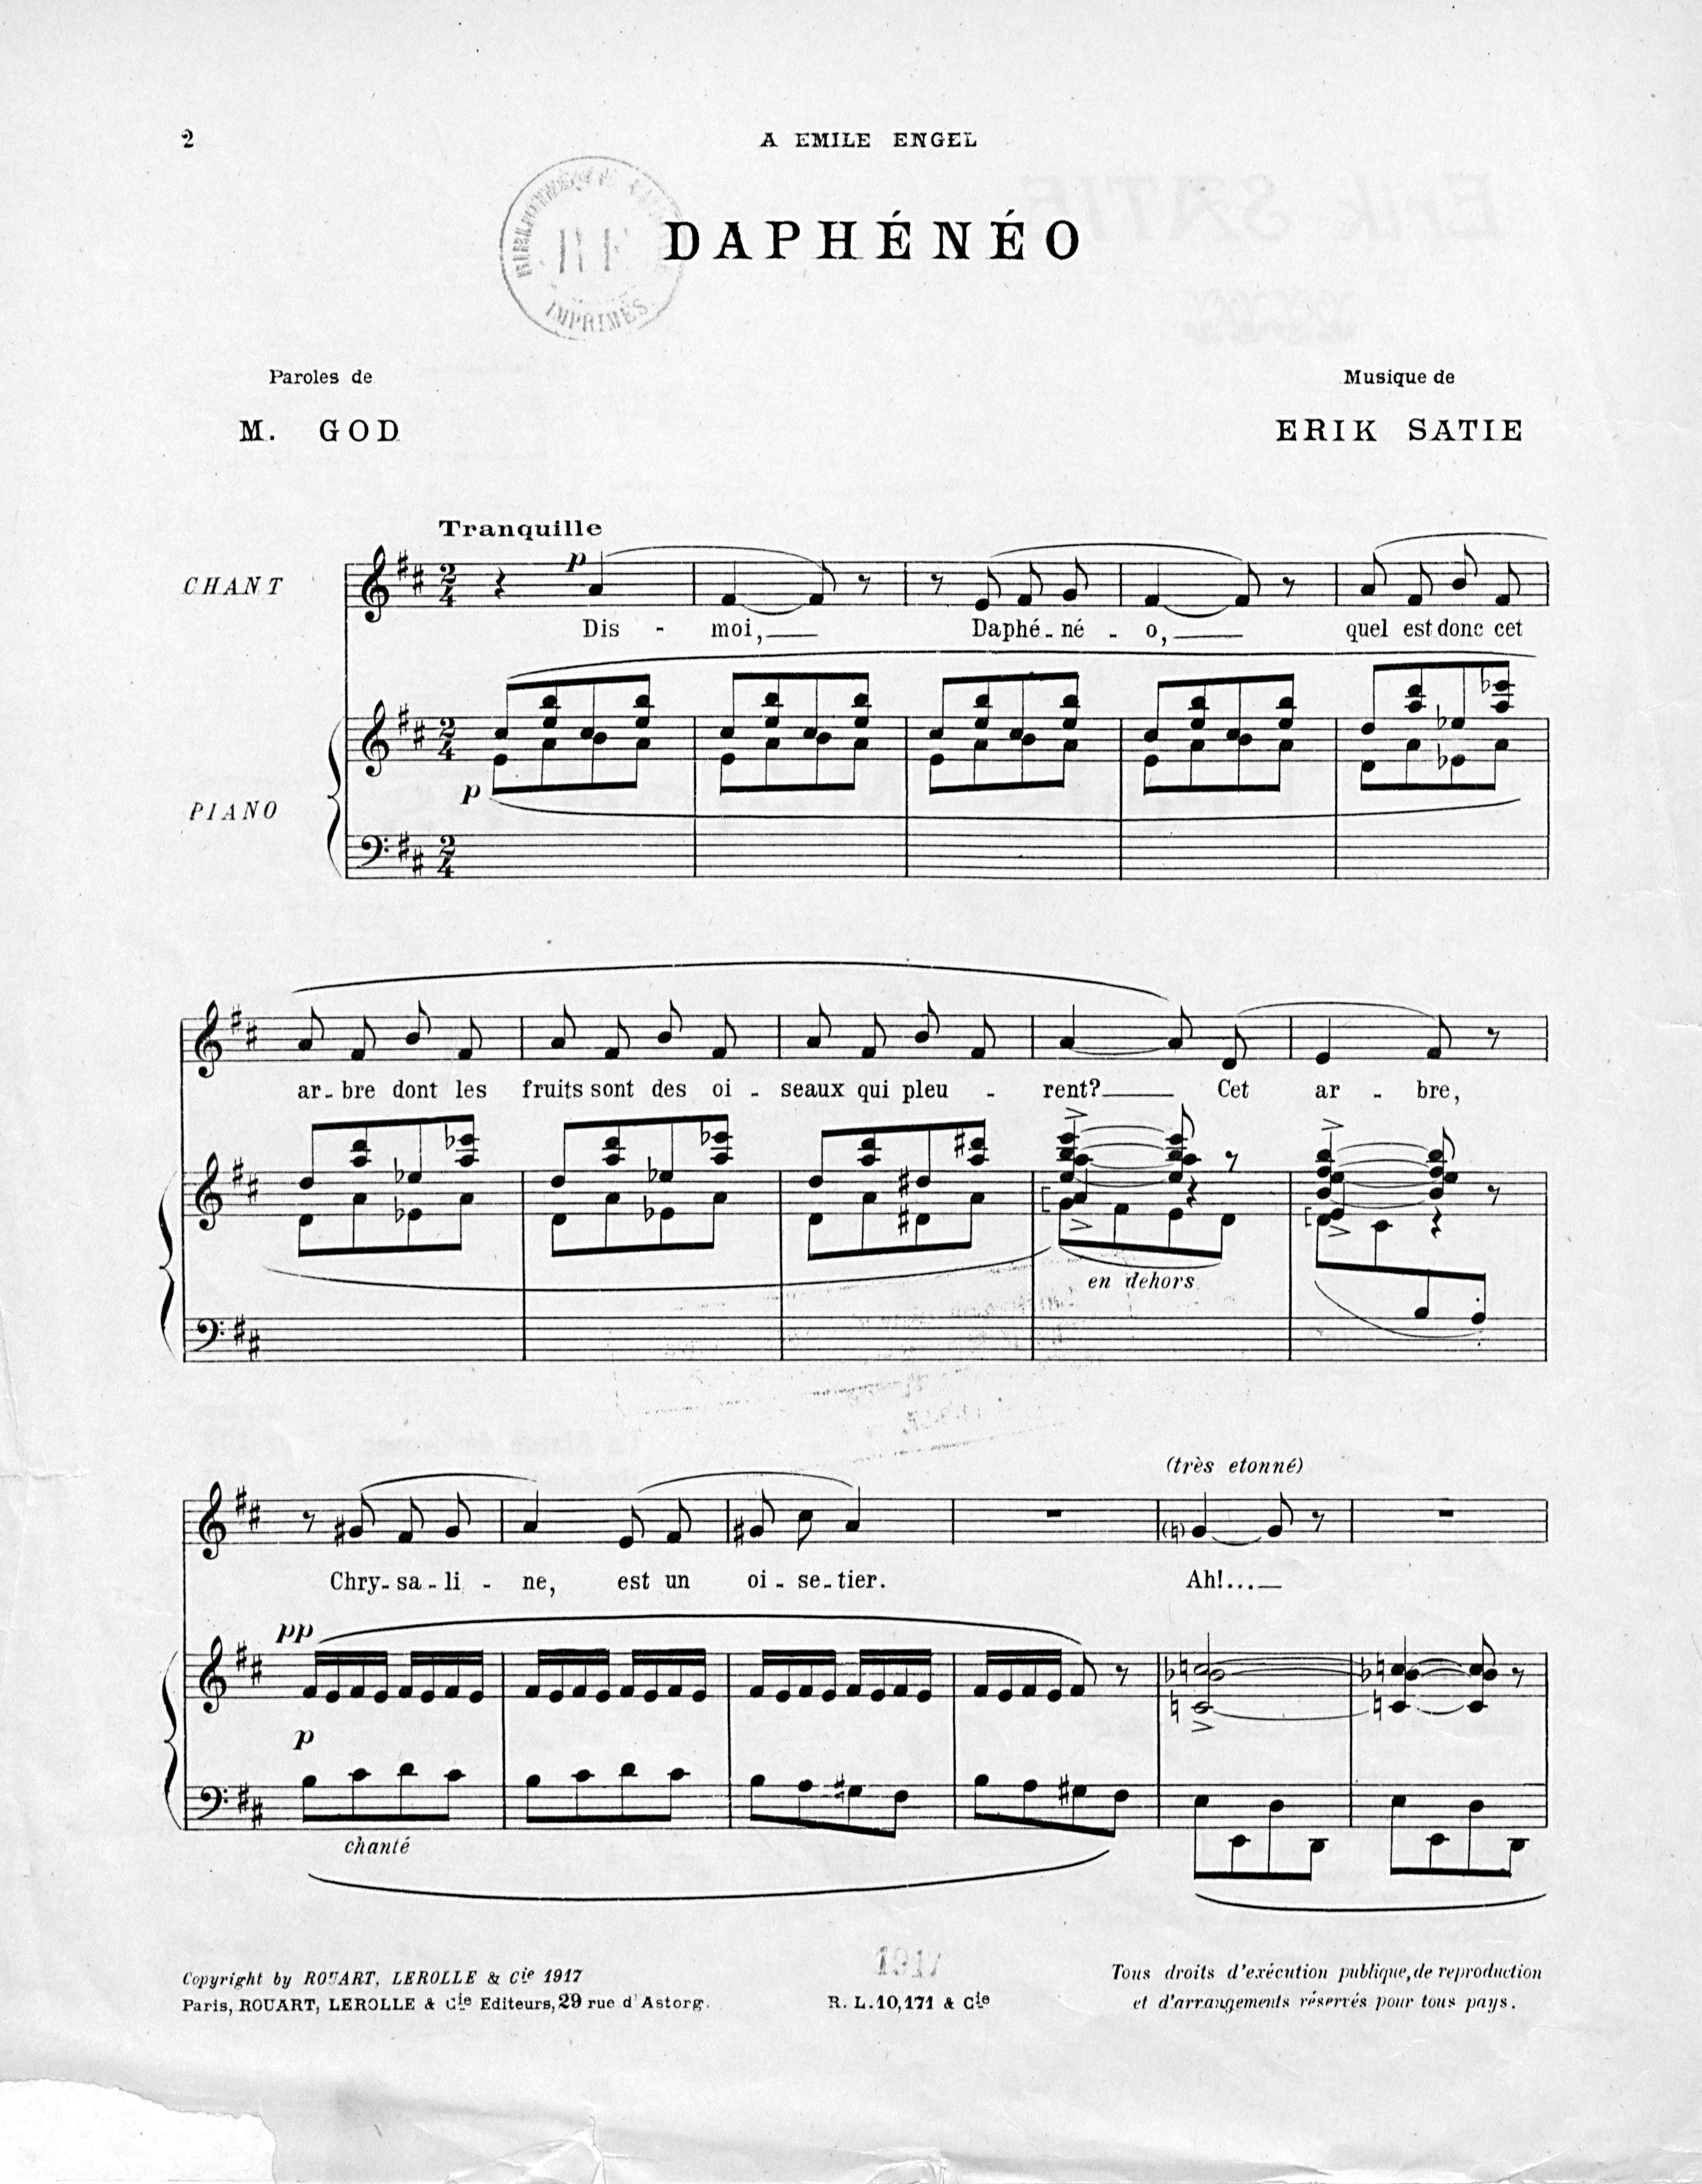 2
A EMILE ENGEL
IMPRIMÉS
DAPHÉNÉO
Paroles de
M. GOD
Musique de
ERIK SATIE
Tranquille
CHANT
p
Dis - moi,___ Daphé-né-o,___ quel est donc cet
PIANO
p
ar-bre dont les fruits sont des oi-seaux qui pleu - rent?___ Cet ar - bre,
en dehors
(très etonné)
Chry-sa-li - ne, est un oi-se-tier. Ah!...__
pp
p
chanté
Copyright by ROUART, LEROLLE & Cie 1917
Paris, ROUART, LEROLLE & Cie Editeurs, 29 rue d'Astorg.
R. L. 10,171 & Cie
Tous droits d'exécution publique, de reproduction
et d'arrangements réservés pour tous pays.